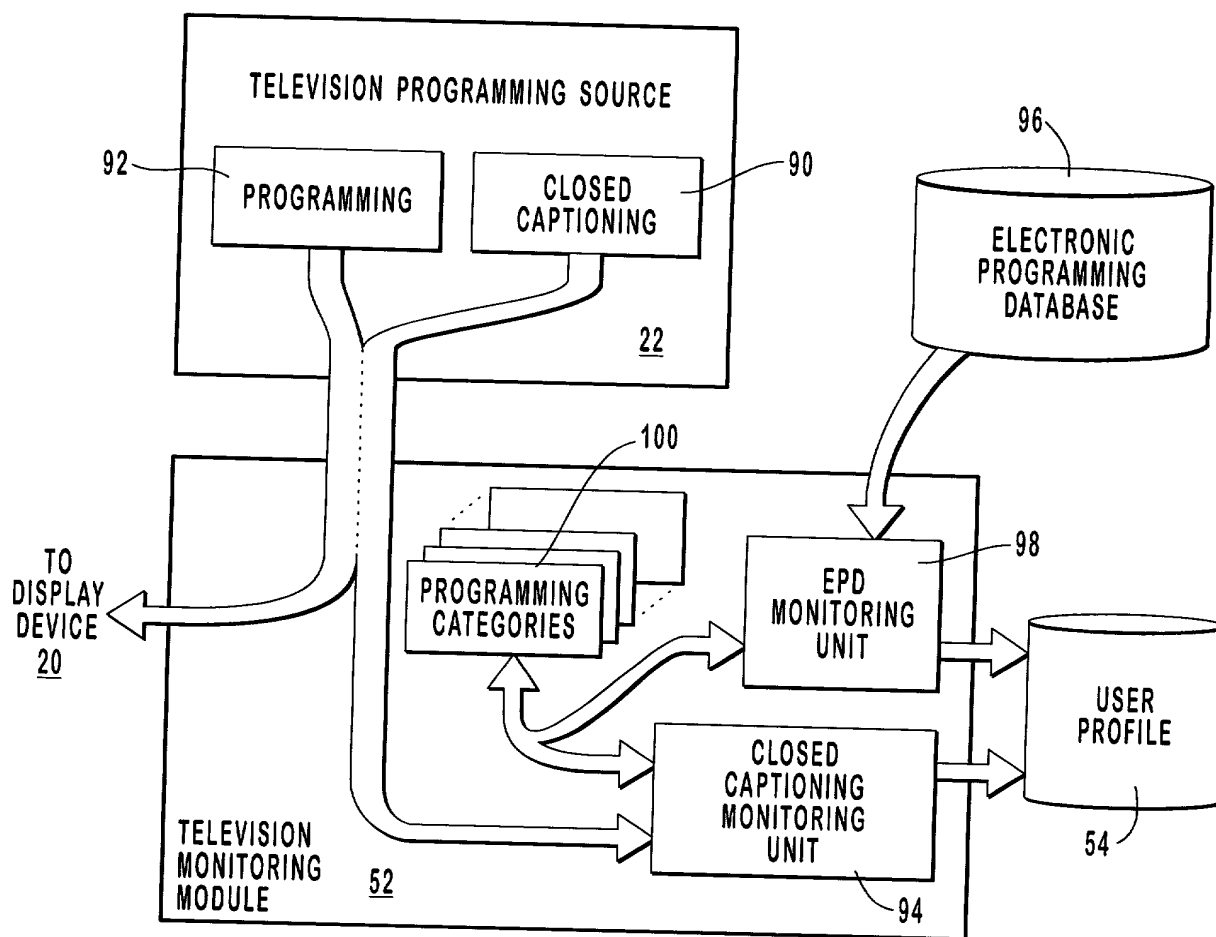 TELEVISION PROGRAMMING SOURCE
92
PROGRAMMING
CLOSED
CAPTIONING
90
22
96
ELECTRONIC
PROGRAMMING
DATABASE
100
PROGRAMMING
CATEGORIES
98
EPD
MONITORING
UNIT
TO
DISPLAY
DEVICE
20
USER
PROFILE
54
CLOSED
CAPTIONING
MONITORING
UNIT
94
TELEVISION
MONITORING
MODULE
52